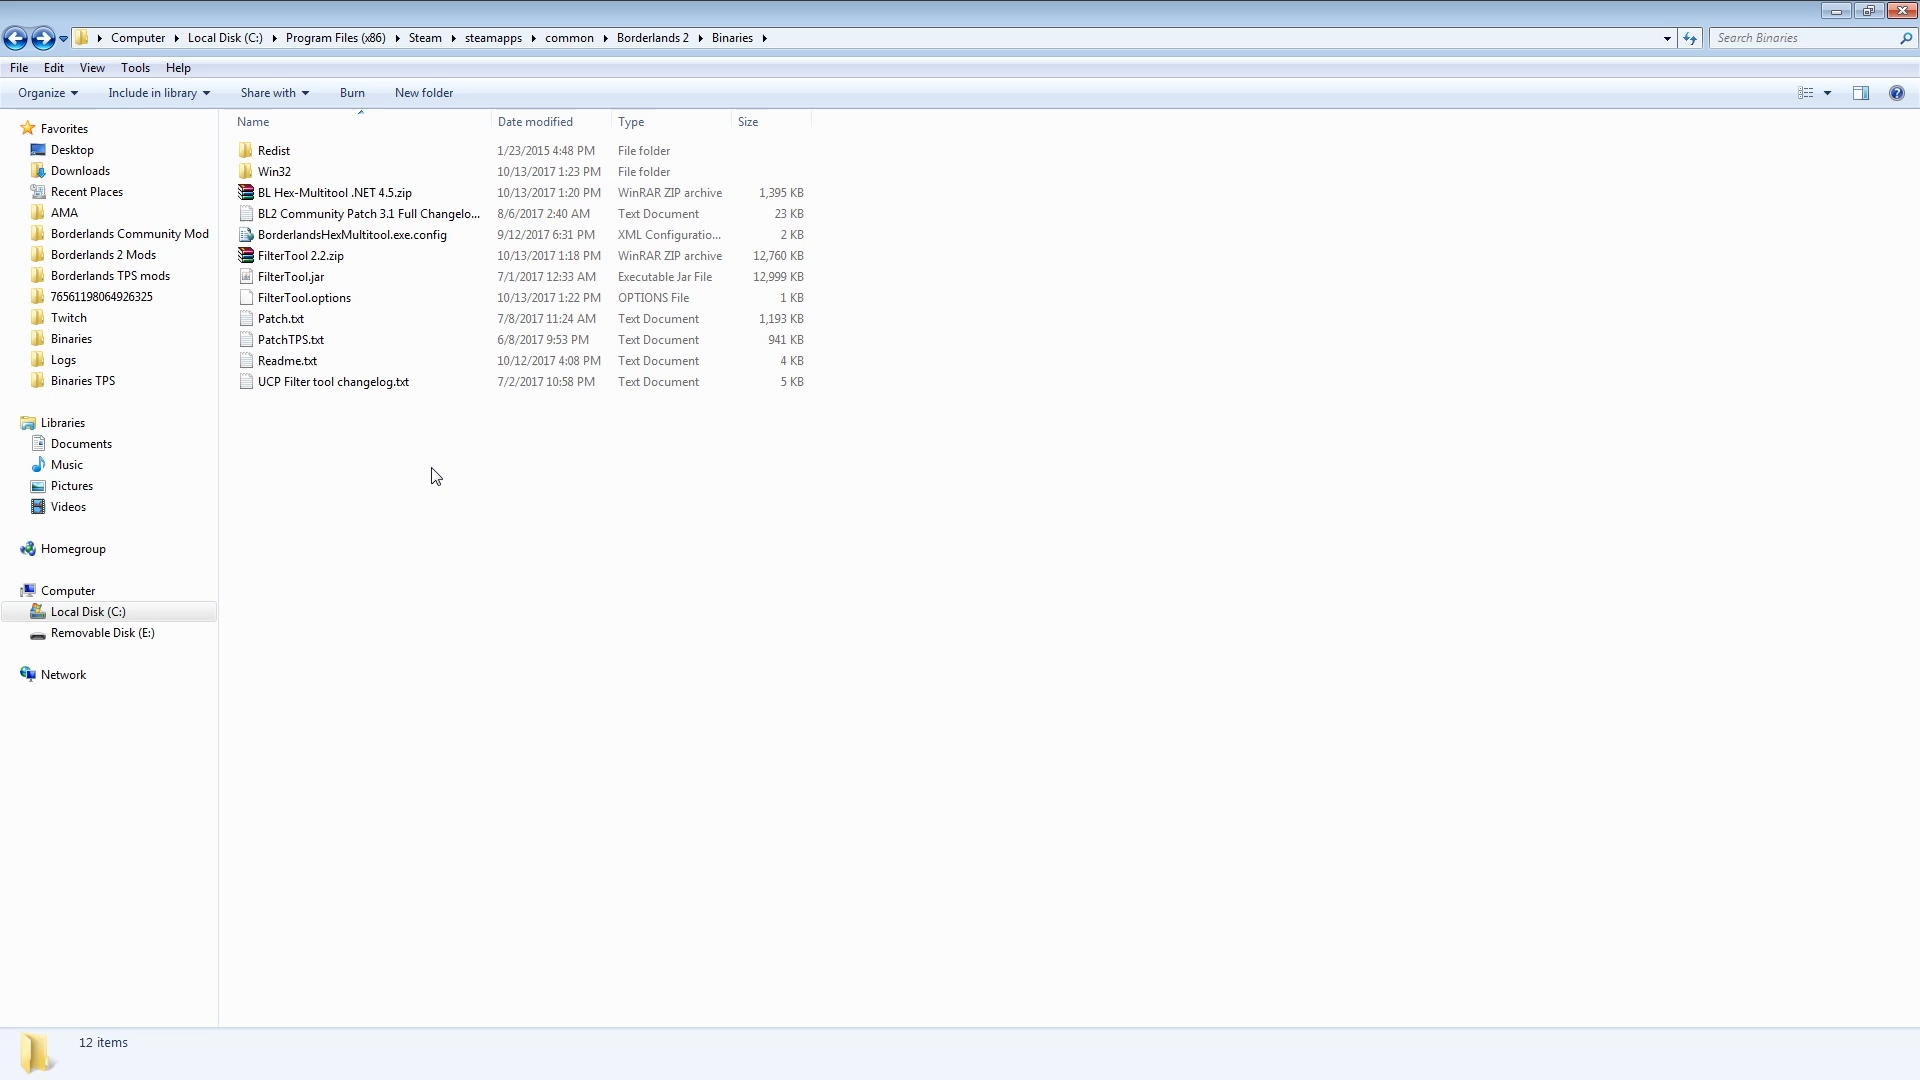 Computer Local Disk (C:) Program Files (x86) Steam steamapps common Borderlands 2 Binaries Search Binaries
File Edit View Tools Help
Organize Include in library Share with Burn New folder
Name Date modified Type Size
Favorites
Desktop
Downloads
Recent Places
AMA
Borderlands Community Mod
Borderlands 2 Mods
Borderlands TPS mods
76561198064926325
Twitch
Binaries
Logs
Binaries TPS
Libraries
Documents
Music
Pictures
Videos
Homegroup
Computer
Local Disk (C:)
Removable Disk (E:)
Network
Redist 1/23/2015 4:48 PM File folder
Win32 10/13/2017 1:23 PM File folder
BL Hex-Multitool .NET 4.5.zip 10/13/2017 1:20 PM WinRAR ZIP archive 1,395 KB
BL2 Community Patch 3.1 Full Changelo... 8/6/2017 2:40 AM Text Document 23 KB
BorderlandsHexMultitool.exe.config 9/12/2017 6:31 PM XML Configuratio... 2 KB
FilterTool 2.2.zip 10/13/2017 1:18 PM WinRAR ZIP archive 12,760 KB
FilterTool.jar 7/1/2017 12:33 AM Executable Jar File 12,999 KB
FilterTool.options 10/13/2017 1:22 PM OPTIONS File 1 KB
Patch.txt 7/8/2017 11:24 AM Text Document 1,193 KB
PatchTPS.txt 6/8/2017 9:53 PM Text Document 941 KB
Readme.txt 10/12/2017 4:08 PM Text Document 4 KB
UCP Filter tool changelog.txt 7/2/2017 10:58 PM Text Document 5 KB
12 items